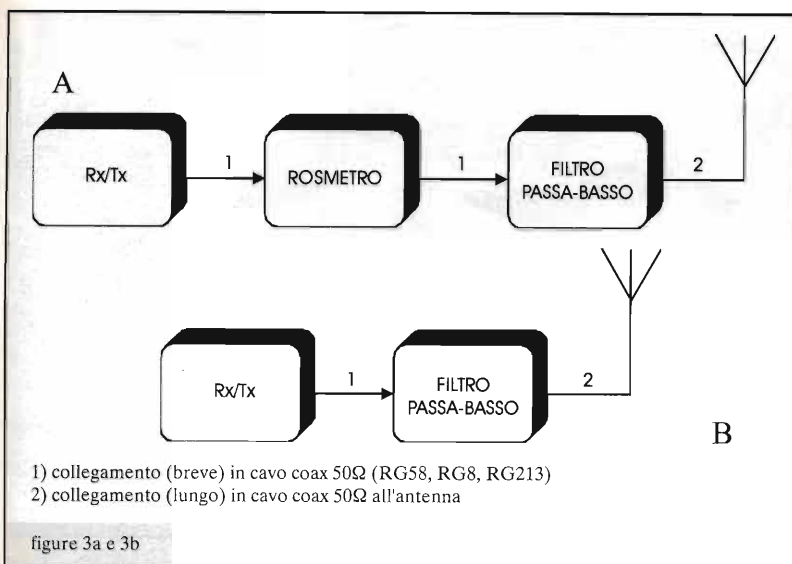 A
Rx/Tx
1
ROSMETRO
1
FILTRO
PASSA-BASSO
2
Rx/Tx
1
FILTRO
PASSA-BASSO
2
B
1) collegamento (breve) in cavo coax 50Ω (RG58, RG8, RG213)
2) collegamento (lungo) in cavo coax 50Ω all'antenna
figure 3a e 3b